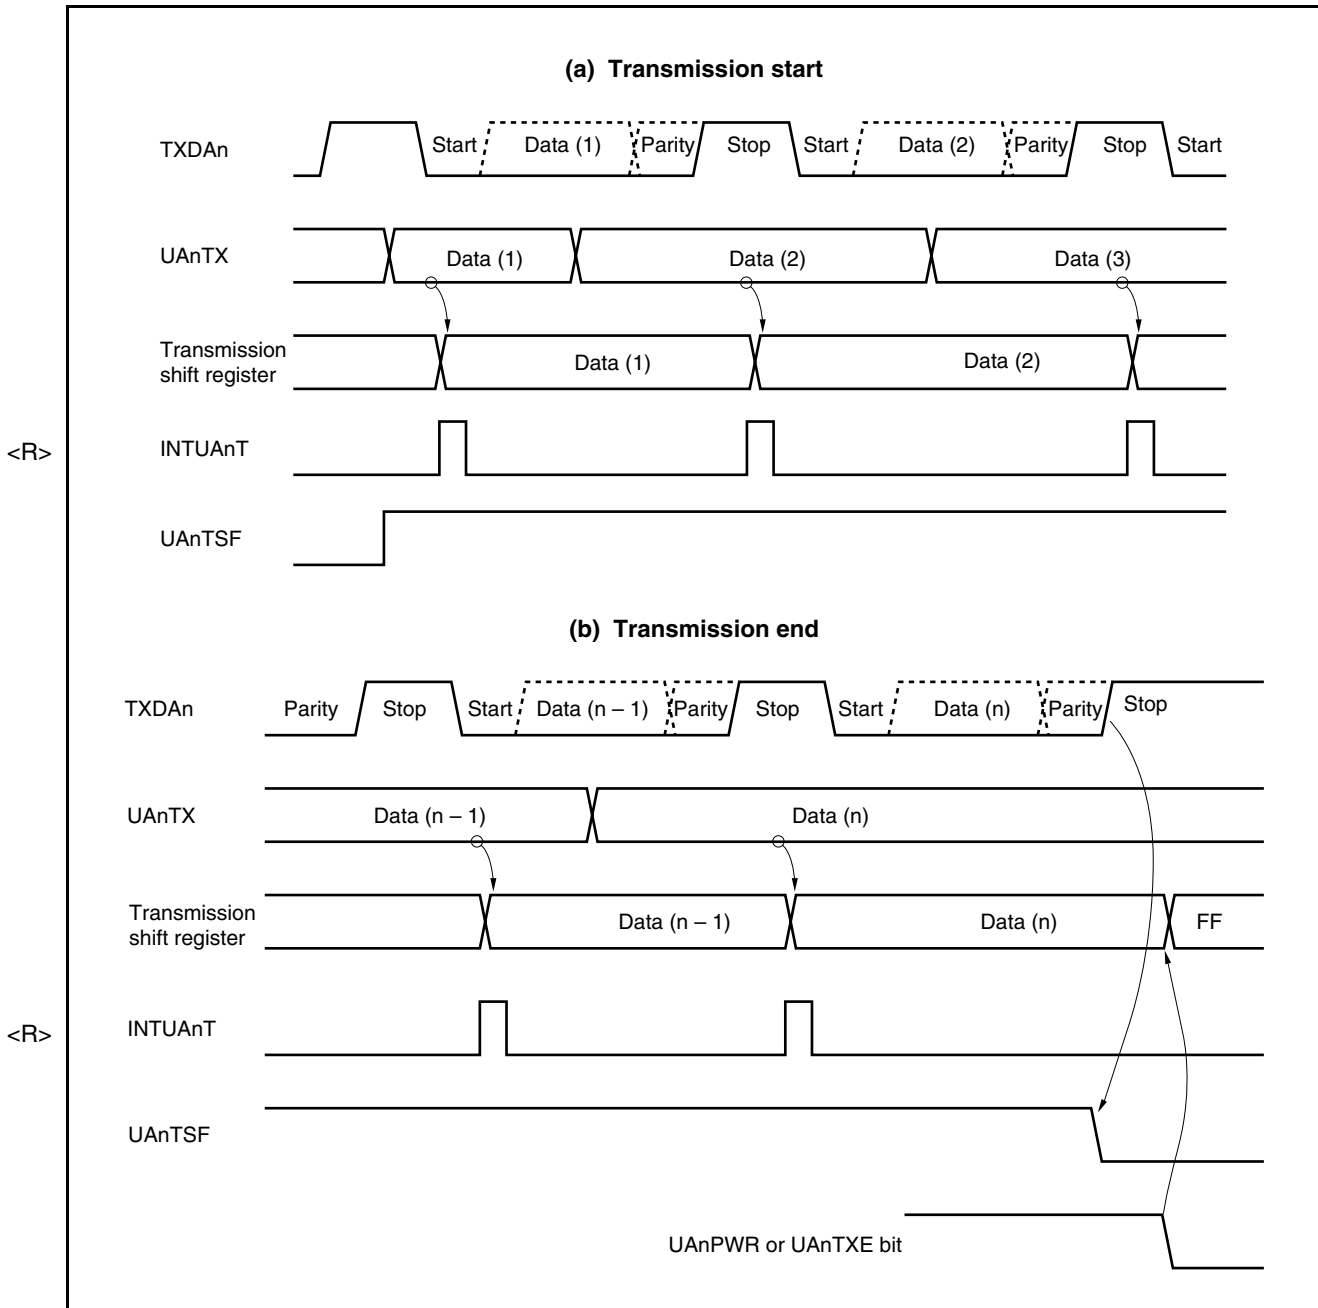 (a) Transmission start
TXDAn
Start Data (1) Parity Stop Start Data (2) Parity Stop Start
UAnTX
Data (1) Data (2) Data (3)
Transmission
shift register
Data (1) Data (2)
<R>
INTUAnT
UAnTSF
(b) Transmission end
TXDAn
Parity Stop Start Data (n – 1) Parity Stop Start Data (n) Parity Stop
UAnTX
Data (n – 1) Data (n)
Transmission
shift register
Data (n – 1) Data (n) FF
<R>
INTUAnT
UAnTSF
UAnPWR or UAnTXE bit